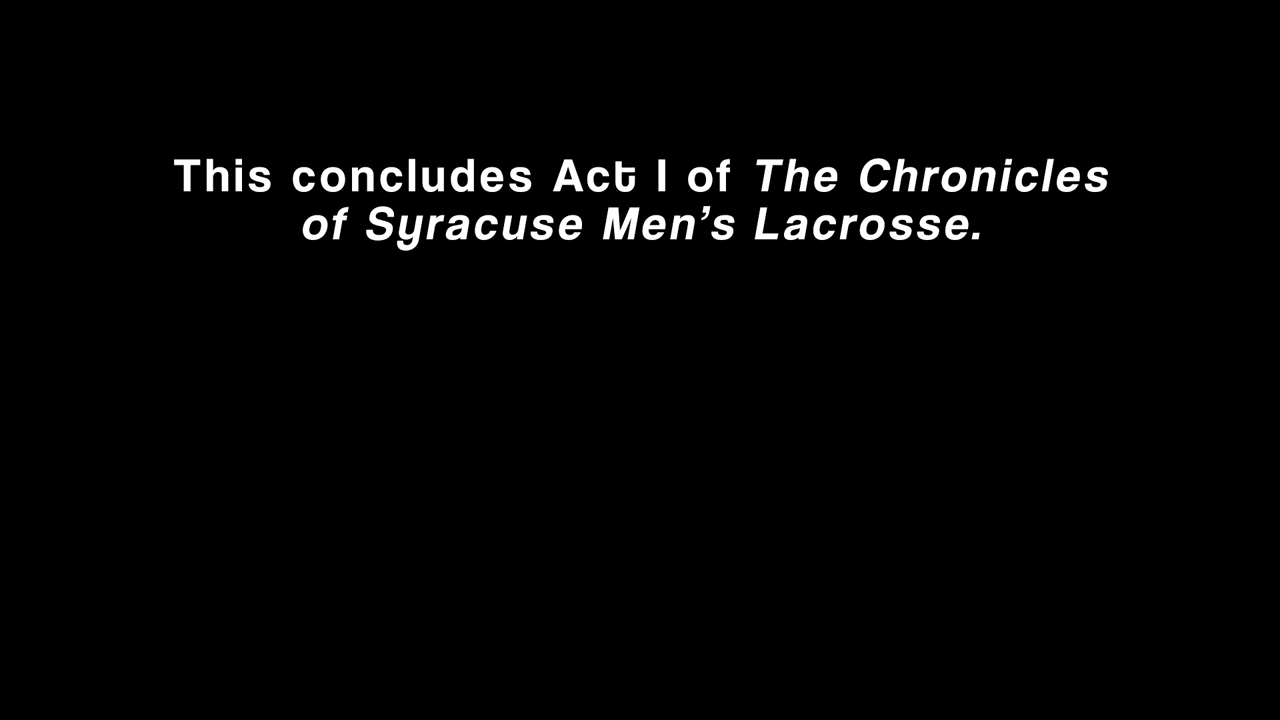 This concludes Act I of The Chronicles
of Syracuse Men’s Lacrosse.